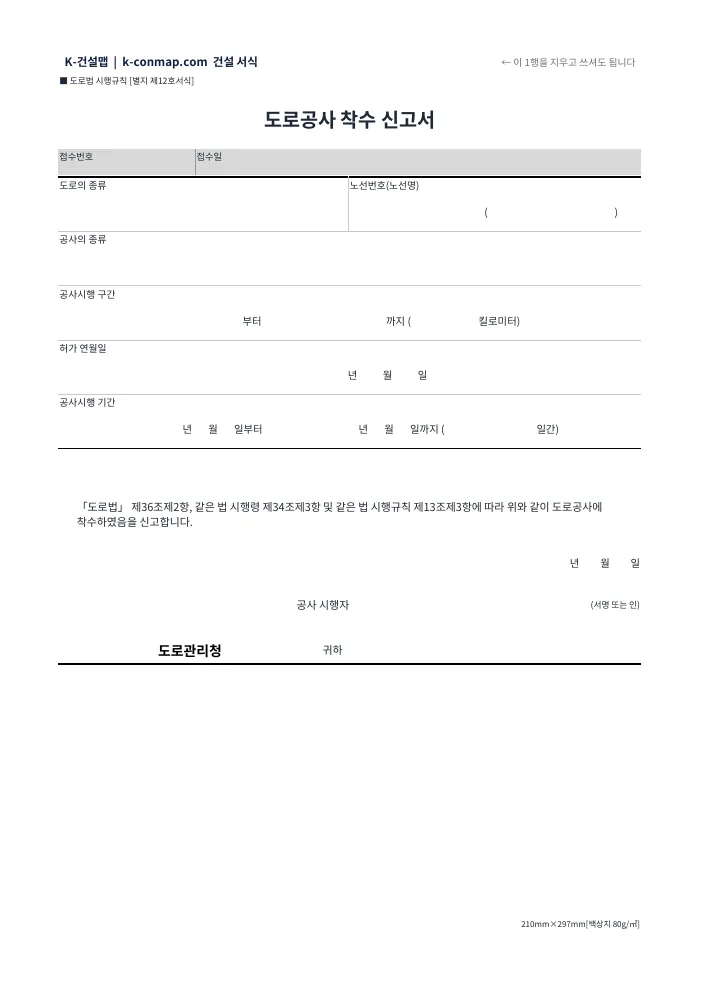 K-건설맵 | k-conmap.com 건설 서식 ← 이 1행을 지우고 쓰셔도 됩니다
■ 도로법 시행규칙 [별지 제12호서식]
도로공사 착수 신고서
접수번호 접수일
도로의 종류 노선번호(노선명)
( )
공사의 종류
공사시행 구간
부터 까지 ( 킬로미터)
허가 연월일
년 월 일
공사시행 기간
년 월 일부터 년 월 일까지 ( 일간)
「도로법」 제36조제2항, 같은 법 시행령 제34조제3항 및 같은 법 시행규칙 제13조제3항에 따라 위와 같이 도로공사에
착수하였음을 신고합니다.
년 월 일
공사 시행자 (서명 또는 인)
도로관리청 귀하
210mm×297mm[백상지 80g/㎡]